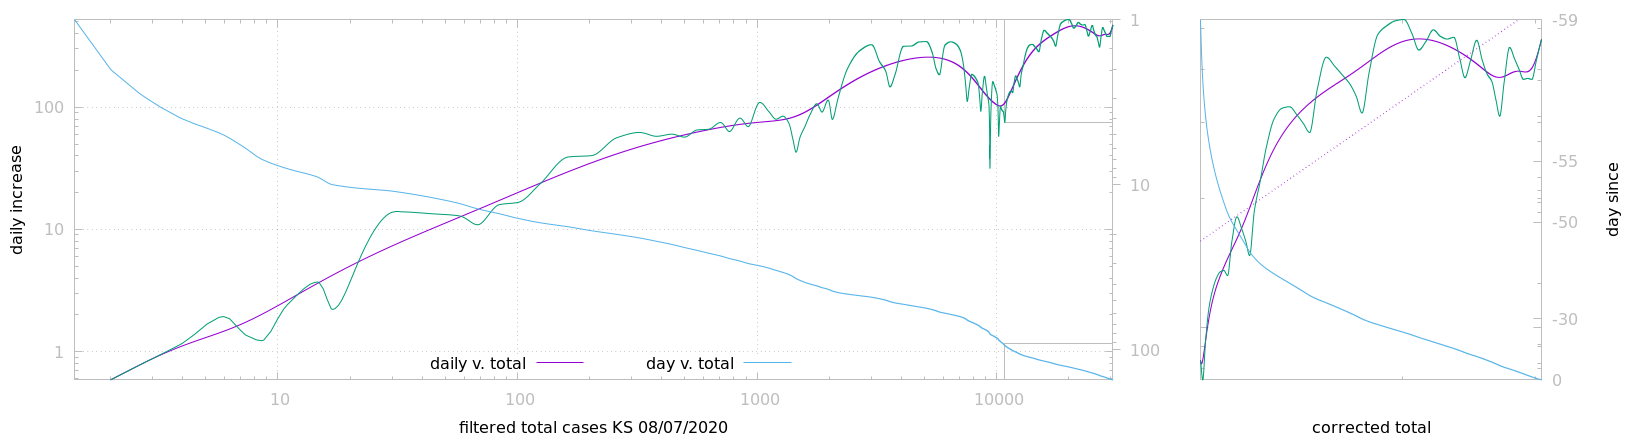 daily increase
100
10
1
10
100
1000
10000
1
10
100
daily v. total
day v. total
filtered total cases KS 08/07/2020
-59
-55
-50
-30
0
day since
corrected total